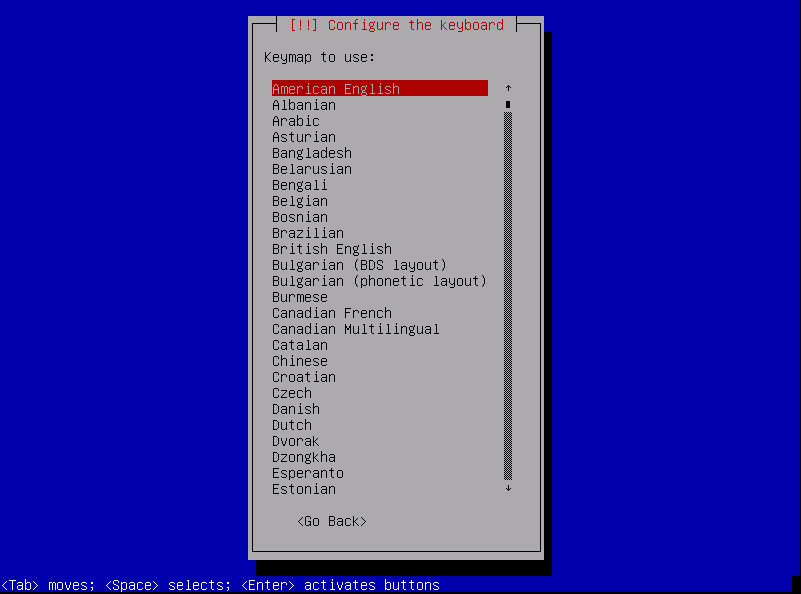 [!!] Configure the keyboard
Keymap to use:
American English
Albanian
Arabic
Asturian
Bangladesh
Belarusian
Bengali
Belgian
Bosnian
Brazilian
British English
Bulgarian (BDS layout)
Bulgarian (phonetic layout)
Burmese
Canadian French
Canadian Multilingual
Catalan
Chinese
Croatian
Czech
Danish
Dutch
Dvorak
Dzongkha
Esperanto
Estonian
<Go Back>
<Tab> moves; <Space> selects; <Enter> activates buttons